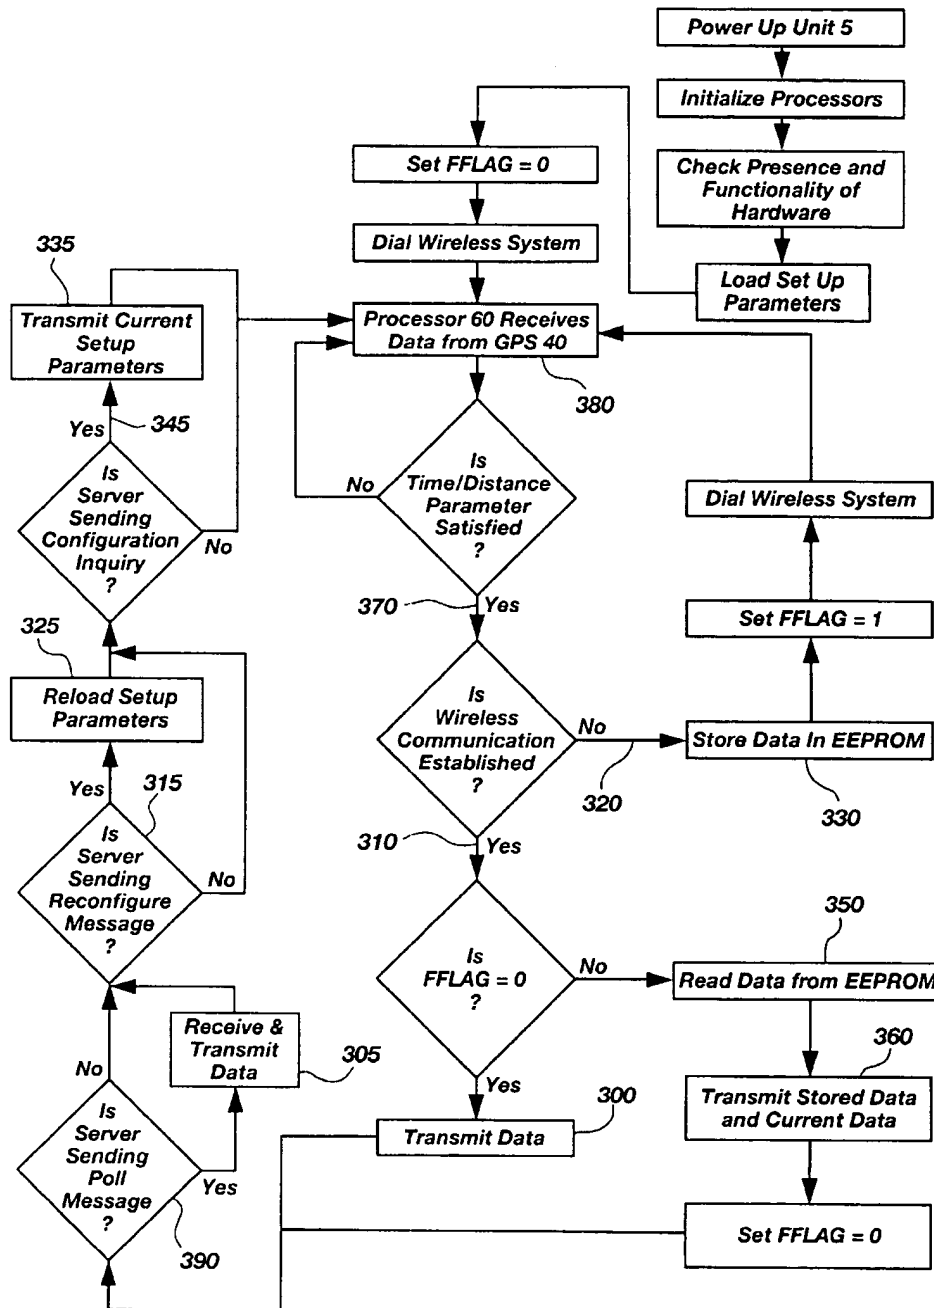 Power Up Unit 5
Initialize Processors
Check Presence and
Functionality of
Hardware
Load Set Up
Parameters
Set FFLAG = 0
Dial Wireless System
Processor 60 Receives
Data from GPS 40
380
Is
Time/Distance
Parameter
Satisfied
?
No
370
Yes
Is
Wireless
Communication
Established
?
No
320
Store Data In EEPROM
330
Set FFLAG = 1
Dial Wireless System
310
Yes
Is
FFLAG = 0
?
No
350
Read Data from EEPROM
360
Transmit Stored Data
and Current Data
Set FFLAG = 0
Yes
300
Transmit Data
335
Transmit Current
Setup
Parameters
Yes
345
Is
Server
Sending
Configuration
Inquiry
?
No
325
Reload Setup
Parameters
Yes
315
Is
Server
Sending
Reconfigure
Message
?
No
Receive &
Transmit
Data
305
No
Is
Server
Sending
Poll
Message
?
Yes
390